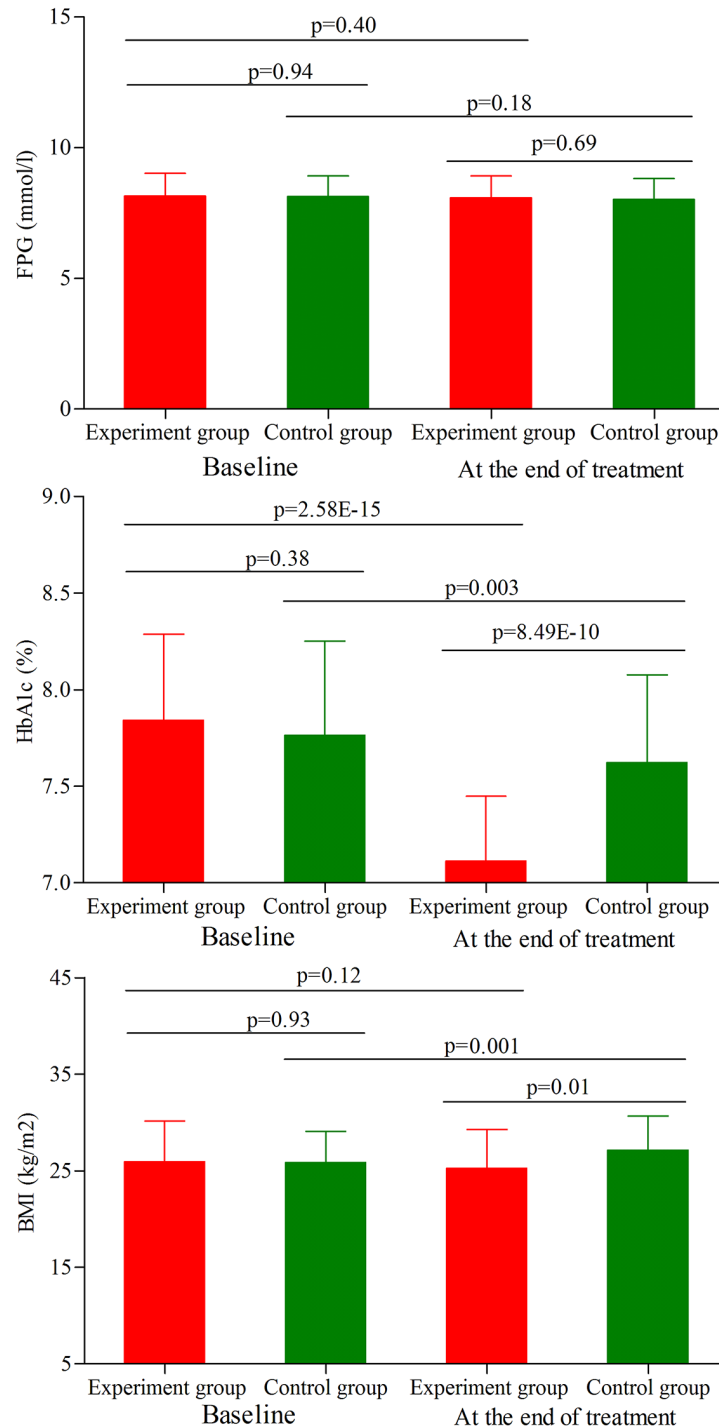 15
p=0.40
p=0.94
p=0.18
10
p=0.69
FPG (mmol/l)
5
0
Experiment group Control group Experiment group Control group
Baseline At the end of treatment
9.0
p=2.58E-15
p=0.38
8.5
p=0.003
p=8.49E-10
HbA1c (%)
8.0
7.5
7.0
Experiment group Control group Experiment group Control group
Baseline At the end of treatment
45
p=0.12
p=0.93
35
p=0.001
p=0.01
BMI (kg/m2)
25
15
5
Experiment group Control group Experiment group Control group
Baseline At the end of treatment